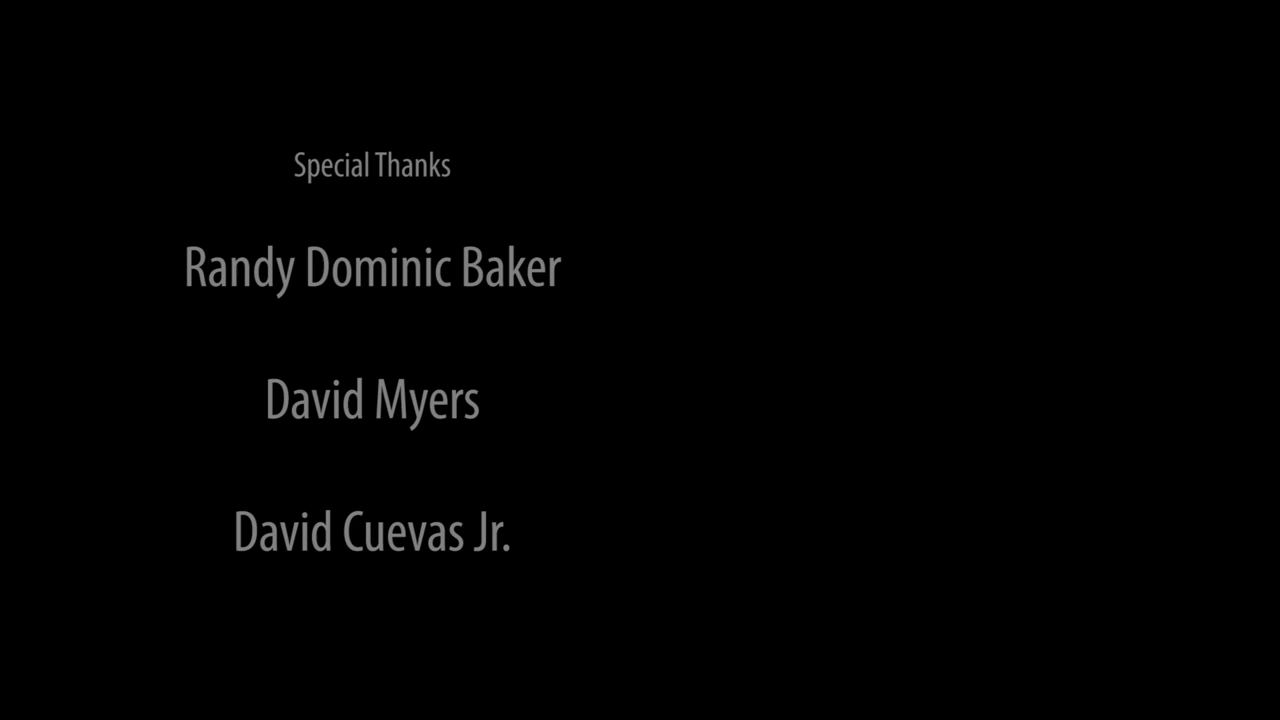 Special Thanks
Randy Dominic Baker
David Myers
David Cuevas Jr.